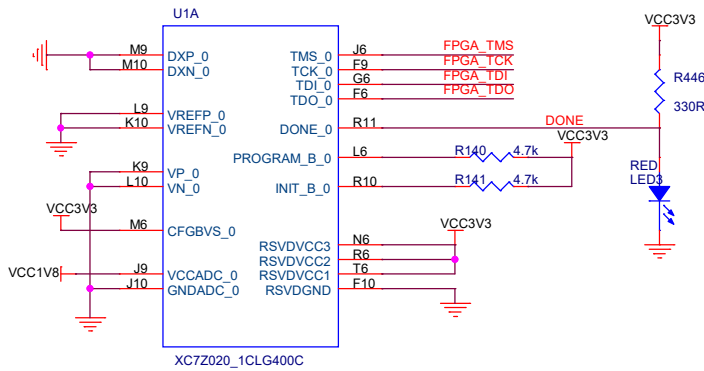 U1A
M9 DXP_0
M10 DXN_0
L9 VREFP_0
K10 VREFN_0
K9 VP_0
L10 VN_0
VCC3V3
M6 CFGBVS_0
VCC1V8
J9 VCCADC_0
J10 GNDADC_0
TMS_0 J6 FPGA_TMS
TCK_0 F9 FPGA_TCK
TDI_0 G6 FPGA_TDI
TDO_0 F6 FPGA_TDO
DONE_0 R11 DONE
VCC3V3
PROGRAM_B_0 L6 R140 4.7k
INIT_B_0 R10 R141 4.7k
VCC3V3
RSVDVCC3 N6
RSVDVCC2 R6
RSVDVCC1 T6
RSVDGND F10
XC7Z020_1CLG400C
VCC3V3
R446
330R
RED
LED3